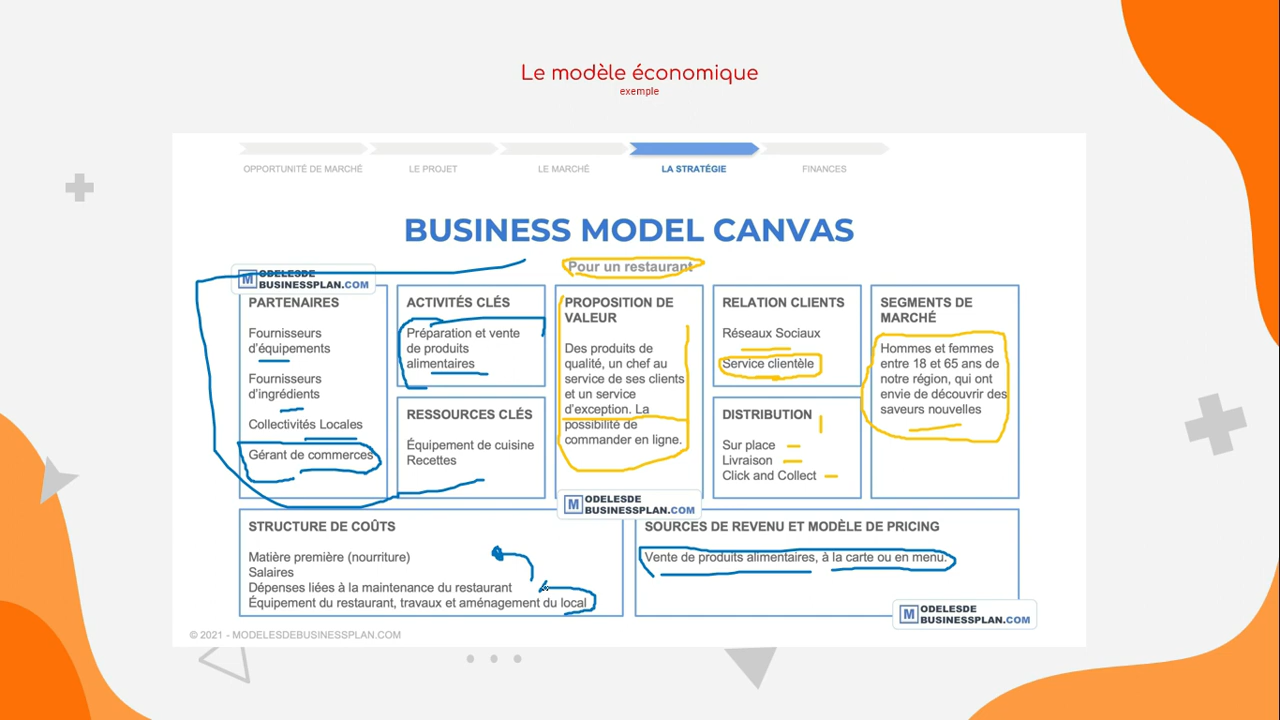 Le modèle économique
exemple
OPPORTUNITÉ DE MARCHÉ
LE PROJET
LE MARCHÉ
LA STRATÉGIE
FINANCES
BUSINESS MODEL CANVAS
Pour un restaurant
MODELESDE
BUSINESSPLAN.COM
PARTENAIRES
Fournisseurs
d'équipements
Fournisseurs
d'ingrédients
Collectivités Locales
Gérant de commerces
ACTIVITÉS CLÉS
Préparation et vente
de produits
alimentaires
RESSOURCES CLÉS
Équipement de cuisine
Recettes
PROPOSITION DE
VALEUR
Des produits de
qualité, un chef au
service de ses clients
et un service
d'exception. La
possibilité de
commander en ligne.
MODELESDE
BUSINESSPLAN.COM
RELATION CLIENTS
Réseaux Sociaux
Service clientèle
DISTRIBUTION
Sur place
Livraison
Click and Collect
SEGMENTS DE
MARCHÉ
Hommes et femmes
entre 18 et 65 ans de
notre région, qui ont
envie de découvrir des
saveurs nouvelles
STRUCTURE DE COÛTS
Matière première (nourriture)
Salaires
Dépenses liées à la maintenance du restaurant
Équipement du restaurant, travaux et aménagement du local
SOURCES DE REVENU ET MODÈLE DE PRICING
Vente de produits alimentaires, à la carte ou en menu.
MODELESDE
BUSINESSPLAN.COM
© 2021 - MODELESDEBUSINESSPLAN.COM